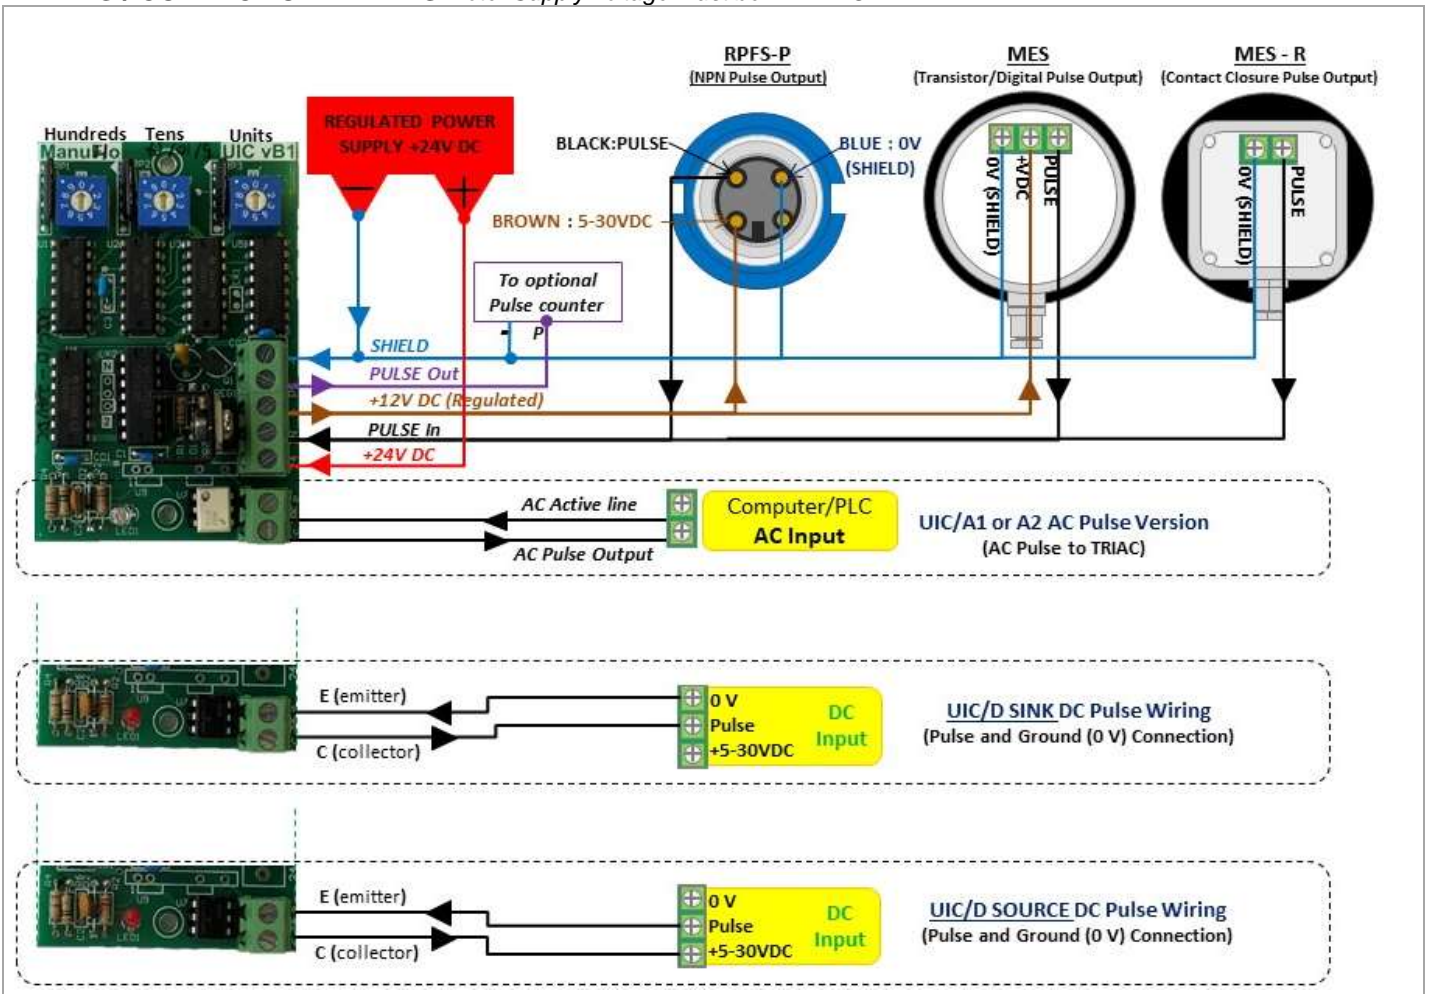 RPFS-P
(NPN Pulse Output)
MES
(Transistor/Digital Pulse Output)
MES - R
(Contact Closure Pulse Output)
REGULATED POWER
SUPPLY +24V DC
Hundreds Tens Units
UIC vB1
BLACK:PULSE
BLUE : 0V
(SHIELD)
BROWN : 5-30VDC
0V (SHIELD)
+VDC
PULSE
0V (SHIELD)
PULSE
To optional
Pulse counter
- P
SHIELD
PULSE Out
+12V DC (Regulated)
PULSE In
+24V DC
AC Active line
AC Pulse Output
Computer/PLC
AC Input
UIC/A1 or A2 AC Pulse Version
(AC Pulse to TRIAC)
E (emitter)
C (collector)
0 V
Pulse
+5-30VDC
DC
Input
UIC/D SINK DC Pulse Wiring
(Pulse and Ground (0 V) Connection)
E (emitter)
C (collector)
0 V
Pulse
+5-30VDC
DC
Input
UIC/D SOURCE DC Pulse Wiring
(Pulse and Ground (0 V) Connection)